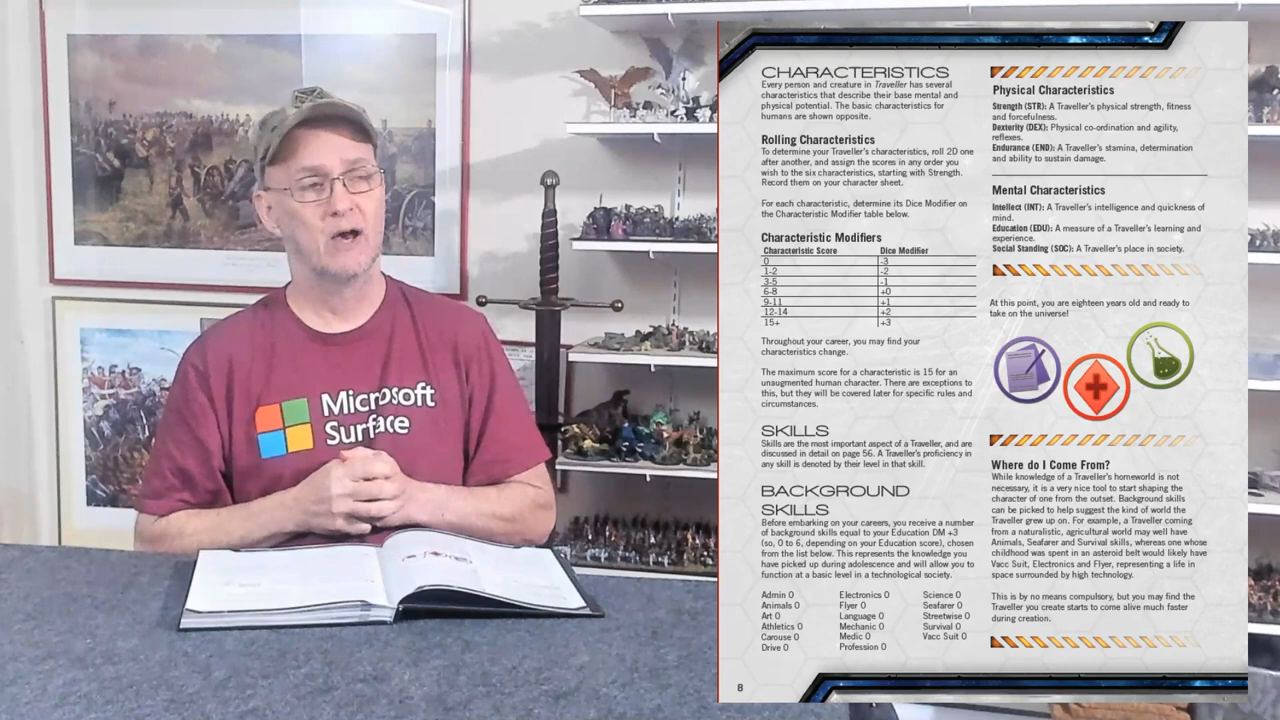 Microsoft
Surface
CHARACTERISTICS
Every person and creature in Traveller has several
characteristics that describe their base mental and
physical potential. The basic characteristics for
humans are shown opposite.
Rolling Characteristics
To determine your Traveller's characteristics, roll 2D one
after another, and assign the scores in any order you
wish to the six characteristics, starting with Strength.
Record them on your character sheet.
For each characteristic, determine its Dice Modifier on
the Characteristic Modifier table below.
Characteristic Modifiers
Characteristic Score Dice Modifier
0 -3
1-2 -2
3-5 -1
6-8 +0
9-11 +1
12-14 +2
15+ +3
Throughout your career, you may find your
characteristics change.
The maximum score for a characteristic is 15 for an
unaugmented human character. There are exceptions to
this, but they will be covered later for specific rules and
circumstances.
SKILLS
Skills are the most important aspect of a Traveller, and are
discussed in detail on page 56. A Traveller's proficiency in
any skill is denoted by their level in that skill.
BACKGROUND
SKILLS
Before embarking on your careers, you receive a number
of background skills equal to your Education DM +3
(so, 0 to 6, depending on your Education score), chosen
from the list below. This represents the knowledge you
have picked up during adolescence and will allow you to
function at a basic level in a technological society.
Admin 0 Electronics 0 Science 0
Animals 0 Flyer 0 Seafarer 0
Art 0 Language 0 Streetwise 0
Athletics 0 Mechanic 0 Survival 0
Carouse 0 Medic 0 Vacc Suit 0
Drive 0 Profession 0
8
Physical Characteristics
Strength (STR): A Traveller's physical strength, fitness
and forcefulness.
Dexterity (DEX): Physical co-ordination and agility,
reflexes.
Endurance (END): A Traveller's stamina, determination
and ability to sustain damage.
Mental Characteristics
Intellect (INT): A Traveller's intelligence and quickness of
mind.
Education (EDU): A measure of a Traveller's learning and
experience.
Social Standing (SOC): A Traveller's place in society.
At this point, you are eighteen years old and ready to
take on the universe!
Where do I Come From?
While knowledge of a Traveller's homeworld is not
necessary, it is a very nice tool to start shaping the
character of one from the outset. Background skills
can be picked to help suggest the kind of world the
Traveller grew up on. For example, a Traveller coming
from a naturalistic, agricultural world may well have
Animals, Seafarer and Survival skills, whereas one whose
childhood was spent in an asteroid belt would likely have
Vacc Suit, Electronics and Flyer, representing a life in
space surrounded by high technology.
This is by no means compulsory, but you may find the
Traveller you create starts to come alive much faster
during creation.